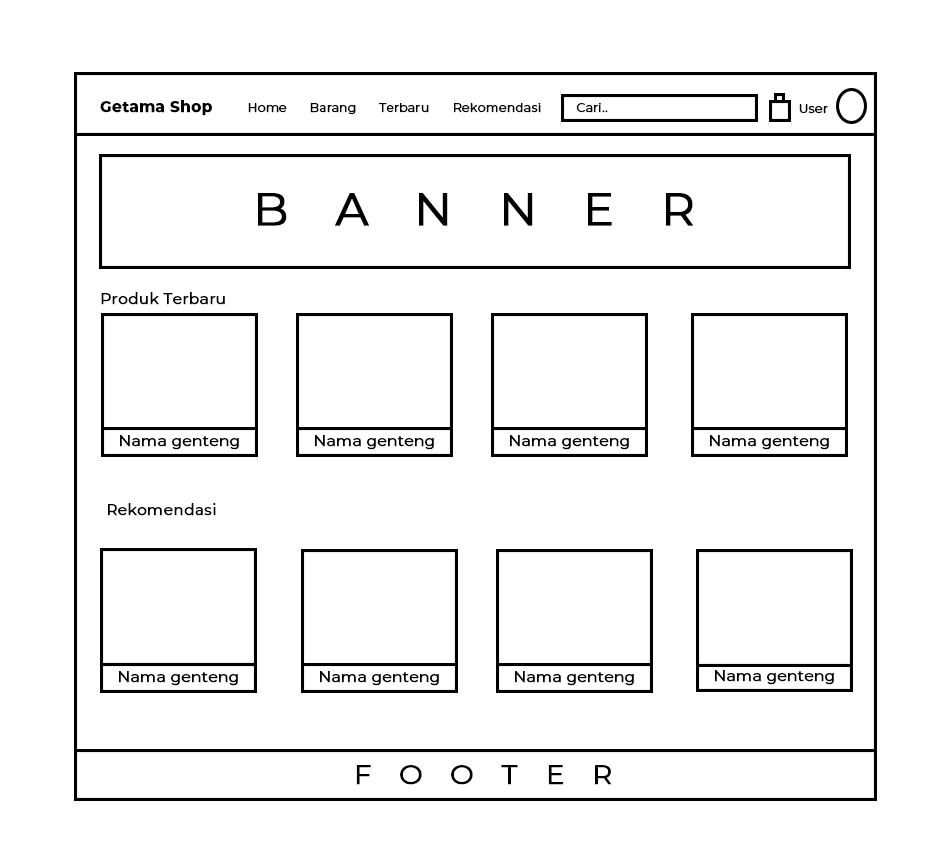 Getama Shop Home Barang Terbaru Rekomendasi Cari.. User
B A N N E R
Produk Terbaru
Nama genteng Nama genteng Nama genteng Nama genteng
Rekomendasi
Nama genteng Nama genteng Nama genteng Nama genteng
F O O T E R